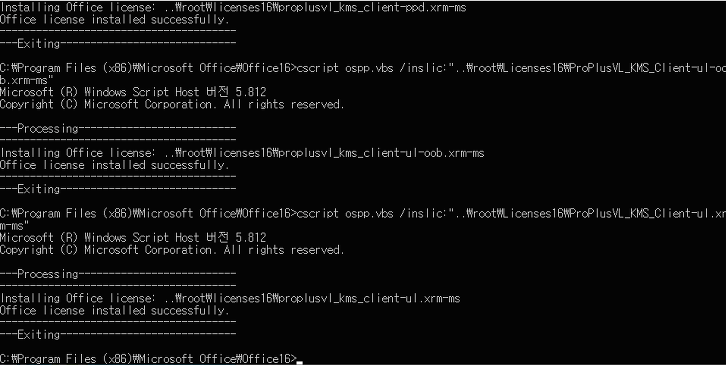 Installing Office license: ..₩root₩licenses16₩proplusvl_kms_client-ppd.xrm-ms
Office license installed successfully.
---------------------------------------
---Exiting-----------------------------

C:₩Program Files (x86)₩Microsoft Office₩Office16>cscript ospp.vbs /inslic:"..₩root₩Licenses16₩ProPlusVL_KMS_Client-ul-oo
b.xrm-ms"
Microsoft (R) Windows Script Host 버전 5.812
Copyright (C) Microsoft Corporation. All rights reserved.

---Processing--------------------------
---------------------------------------
Installing Office license: ..₩root₩licenses16₩proplusvl_kms_client-ul-oob.xrm-ms
Office license installed successfully.
---------------------------------------
---Exiting-----------------------------

C:₩Program Files (x86)₩Microsoft Office₩Office16>cscript ospp.vbs /inslic:"..₩root₩Licenses16₩ProPlusVL_KMS_Client-ul.xr
m-ms"
Microsoft (R) Windows Script Host 버전 5.812
Copyright (C) Microsoft Corporation. All rights reserved.

---Processing--------------------------
---------------------------------------
Installing Office license: ..₩root₩licenses16₩proplusvl_kms_client-ul.xrm-ms
Office license installed successfully.
---------------------------------------
---Exiting-----------------------------

C:₩Program Files (x86)₩Microsoft Office₩Office16>